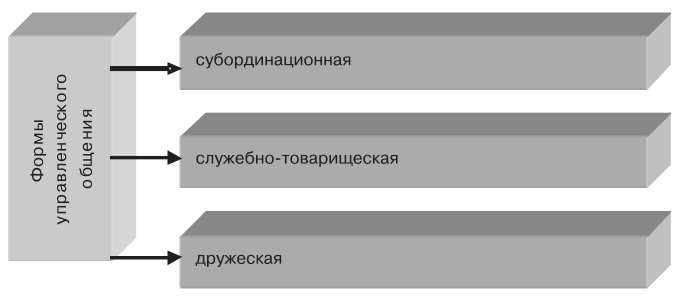 Формы
управленческого
общения
субординационная
служебно-товарищеская
дружеская